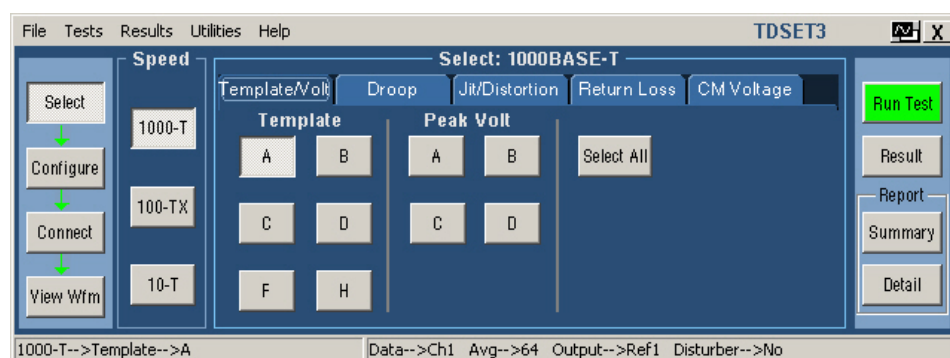 File Tests Results Utilities Help TDSET3 X
Speed Select: 1000BASE-T
Template/Volt Droop Jit/Distortion Return Loss CM Voltage
Select 1000-T Template Peak Volt Run Test
A B A B Select All
Configure Result
Report
100-TX C D C D
Connect Summary
10-T F H Detail
View Wfm
1000-T-->Template-->A Data-->Ch1 Avg-->64 Output-->Ref1 Disturber-->No